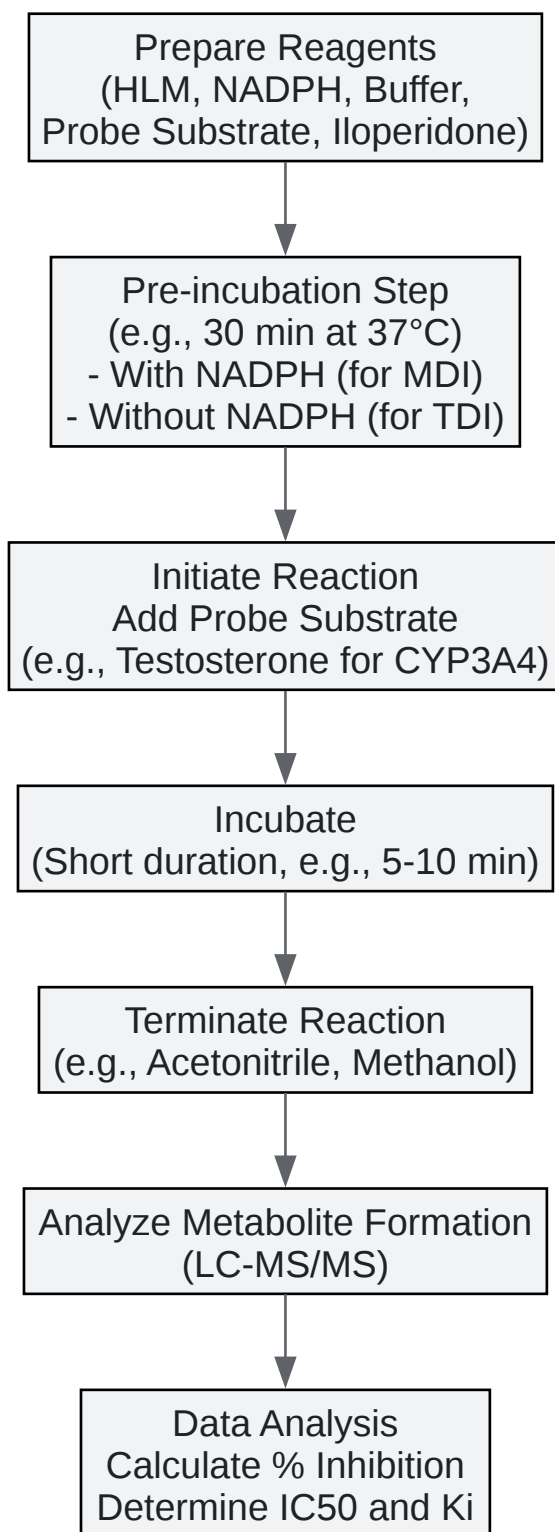 Prepare Reagents
(HLM, NADPH, Buffer,
Probe Substrate, Iloperidone)
Pre-incubation Step
(e.g., 30 min at 37°C)
- With NADPH (for MDI)
- Without NADPH (for TDI)
Initiate Reaction
Add Probe Substrate
(e.g., Testosterone for CYP3A4)
Incubate
(Short duration, e.g., 5-10 min)
Terminate Reaction
(e.g., Acetonitrile, Methanol)
Analyze Metabolite Formation
(LC-MS/MS)
Data Analysis
Calculate % Inhibition
Determine IC50 and Ki